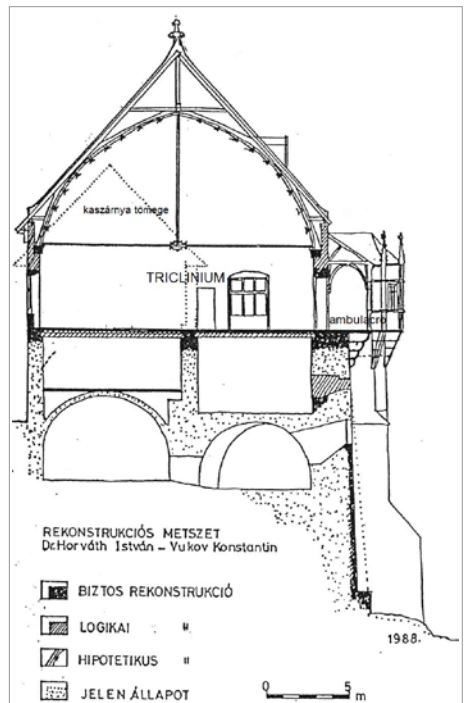 kaszárnya tömege
TRICLINIUM
ambulacro
REKONSTRUKCIÓS METSZET
Dr.Horváth István – Vukov Konstantin
BIZTOS REKONSTRUKCIÓ
LOGIKAI "
HIPOTETIKUS "
JELEN ÁLLAPOT
1988.
0 5
m